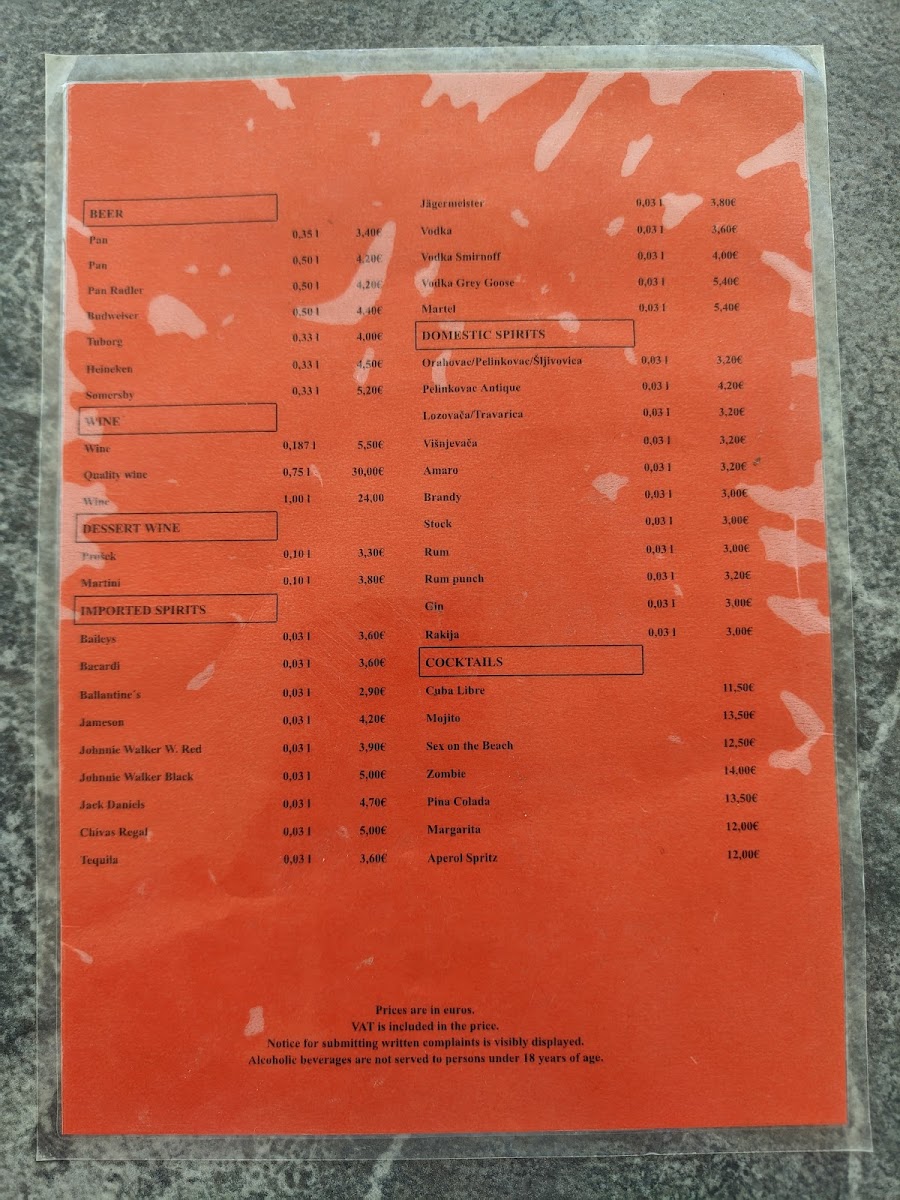 BEER
Pan 0,35 l 3,40€
Pan 0,50 l 4,20€
Pan Radler 0,50 l 4,20€
Budweiser 0,50 l 4,40€
Tuborg 0,33 l 4,00€
Heineken 0,33 l 4,50€
Somersby 0,33 l 5,20€
WINE
Wine 0,187 l 5,50€
Quality wine 0,75 l 30,00€
Wine 1,00 l 24,00
DESSERT WINE
Prošek 0,10 l 3,30€
Martini 0,10 l 3,80€
IMPORTED SPIRITS
Baileys 0,03 l 3,60€
Bacardi 0,03 l 3,60€
Ballantine´s 0,03 l 2,90€
Jameson 0,03 l 4,20€
Johnnie Walker W. Red 0,03 l 3,90€
Johnnie Walker Black 0,03 l 5,00€
Jack Daniels 0,03 l 4,70€
Chivas Regal 0,03 l 5,00€
Tequila 0,03 l 3,60€
Jägermeister 0,03 l 3,80€
Vodka 0,03 l 3,60€
Vodka Smirnoff 0,03 l 4,00€
Vodka Grey Goose 0,03 l 5,40€
Martel 0,03 l 5,40€
DOMESTIC SPIRITS
Orahovac/Pelinkovac/Šljivovica 0,03 l 3,20€
Pelinkovac Antique 0,03 l 4,20€
Lozovača/Travarica 0,03 l 3,20€
Višnjevača 0,03 l 3,20€
Amaro 0,03 l 3,20€
Brandy 0,03 l 3,00€
Stock 0,03 l 3,00€
Rum 0,03 l 3,00€
Rum punch 0,03 l 3,20€
Gin 0,03 l 3,00€
Rakija 0,03 l 3,00€
COCKTAILS
Cuba Libre 11,50€
Mojito 13,50€
Sex on the Beach 12,50€
Zombie 14,00€
Pina Colada 13,50€
Margarita 12,00€
Aperol Spritz 12,00€
Prices are in euros.
VAT is included in the price.
Notice for submitting written complaints is visibly displayed.
Alcoholic beverages are not served to persons under 18 years of age.